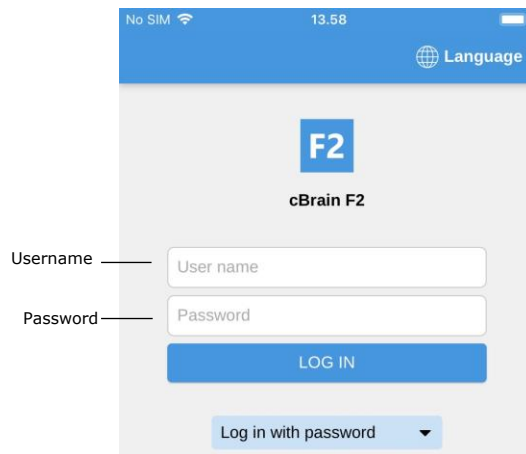 No SIM 13.58
Language
F2
cBrain F2
Username
User name
Password
Password
LOG IN
Log in with password